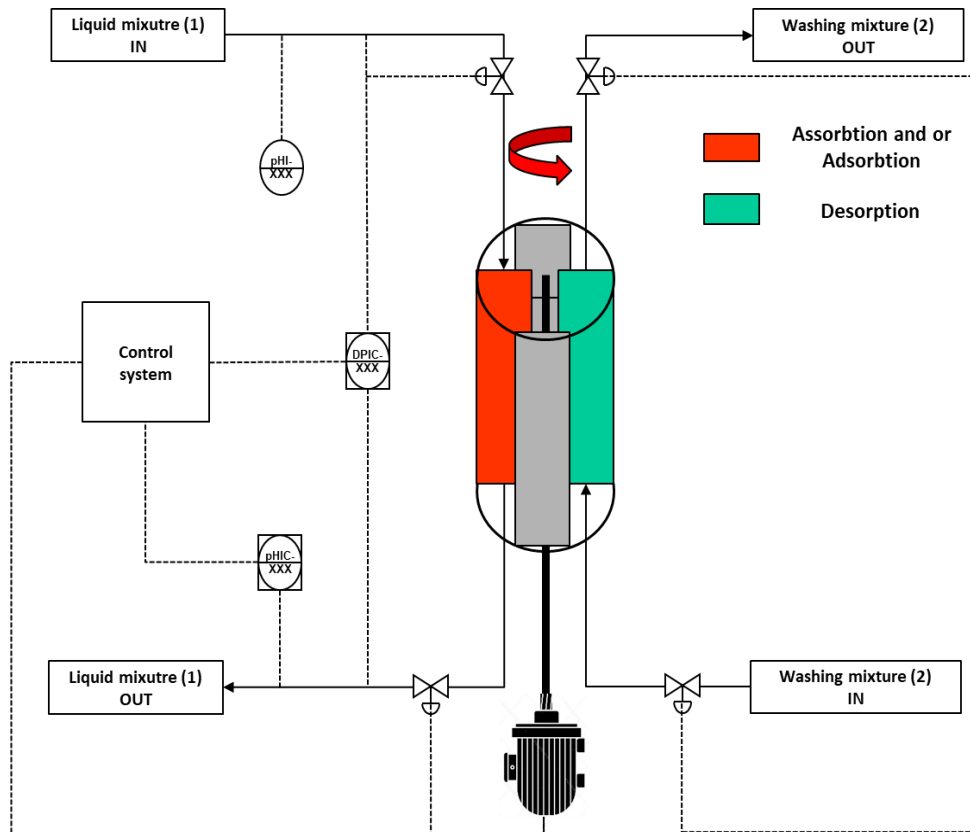 Liquid mixutre (1)
IN
Washing mixture (2)
OUT
pHI-
XXX
Assorbtion and or
Adsorbtion
Desorption
Control
system
DPIC-
XXX
pHIC-
XXX
Liquid mixutre (1)
OUT
Washing mixture (2)
IN